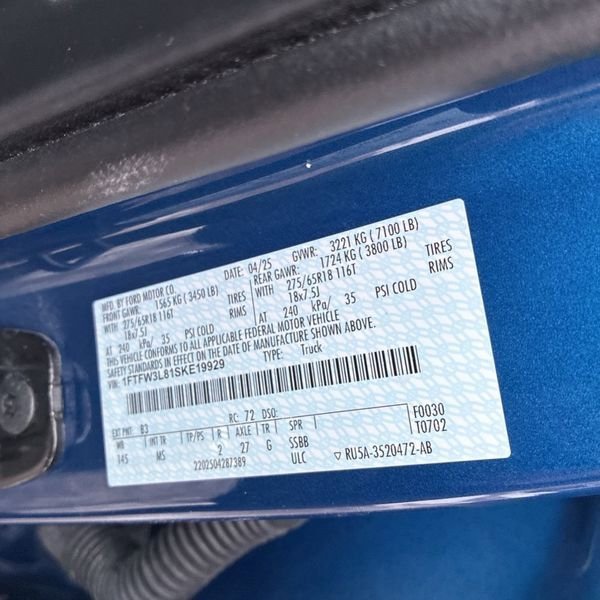 MFD. BY FORD MOTOR CO.
DATE: 04/25 GVWR: 3221 KG ( 7100 LB)
FRONT GAWR: 1565 KG ( 3450 LB) REAR GAWR: 1724 KG ( 3800 LB)
WITH 275/65R18 116T TIRES WITH 275/65R18 116T TIRES
18x7.5J RIMS 18x7.5J RIMS
AT 240 kPa/ 35 PSI COLD AT 240 kPa/ 35 PSI COLD
THIS VEHICLE CONFORMS TO ALL APPLICABLE FEDERAL MOTOR VEHICLE
SAFETY AND THEFT PREVENTION STANDARDS IN EFFECT ON THE DATE OF MANUFACTURE SHOWN ABOVE.
1FTFW3L81SKE19929 TYPE: Truck
EXT PNT: B3 RC: 72 DSO:
WB INT TR TP/PS R AXLE TR SPR F0030
145 MS 2 27 G SSBB T0702
2202504287389 ULC ▽ RU5A-3520472-AB